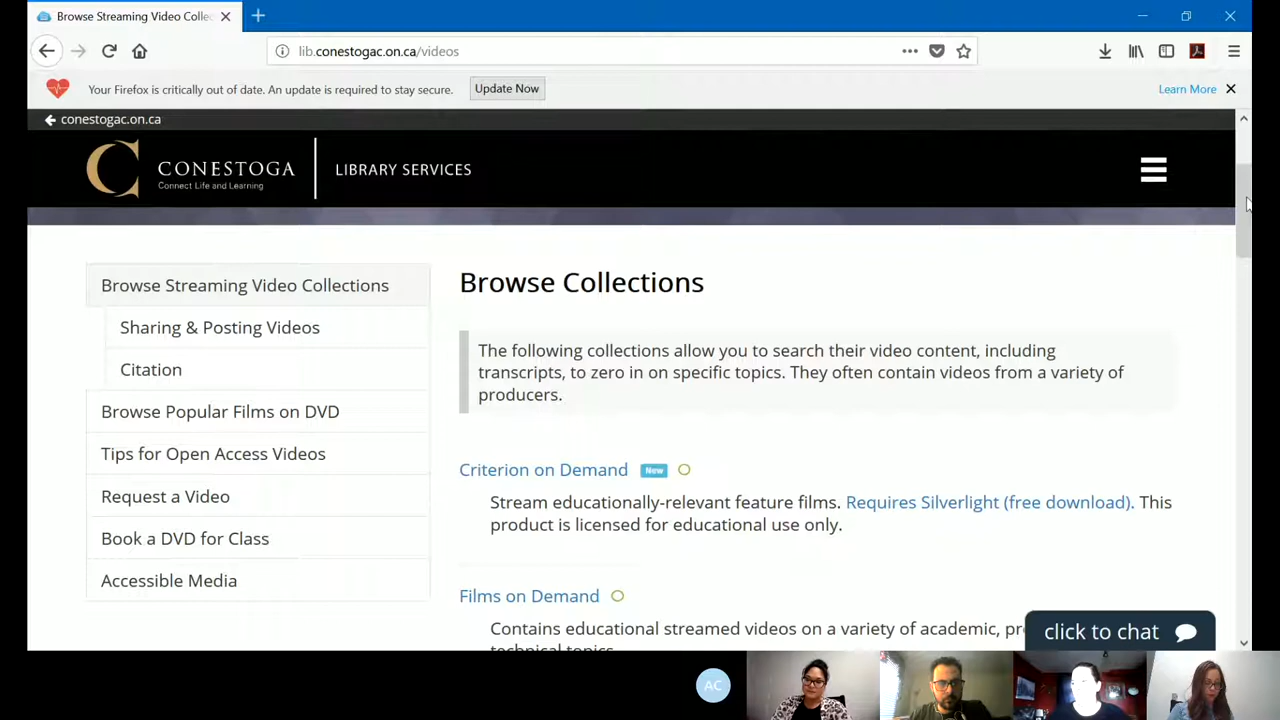 Browse Streaming Video Collec
lib.conestogac.on.ca/videos
Your Firefox is critically out of date. An update is required to stay secure.
Update Now
Learn More
conestogac.on.ca
CONESTOGA
Connect Life and Learning
LIBRARY SERVICES
Browse Streaming Video Collections
Sharing & Posting Videos
Citation
Browse Popular Films on DVD
Tips for Open Access Videos
Request a Video
Book a DVD for Class
Accessible Media
Browse Collections
The following collections allow you to search their video content, including
transcripts, to zero in on specific topics. They often contain videos from a variety of
producers.
Criterion on Demand New
Stream educationally-relevant feature films. Requires Silverlight (free download). This
product is licensed for educational use only.
Films on Demand
Contains educational streamed videos on a variety of academic, pr
technical topics.
click to chat
AC